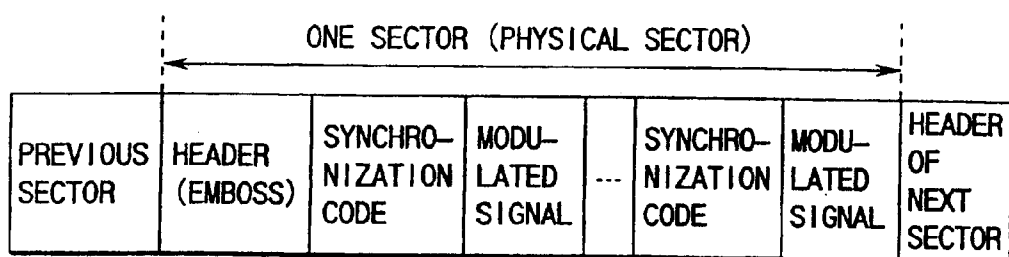 ONE SECTOR (PHYSICAL SECTOR)
PREVIOUS
SECTOR
HEADER
(EMBOSS)
SYNCHRO-
NIZATION
CODE
MODU-
LATED
SIGNAL
---
SYNCHRO-
NIZATION
CODE
MODU-
LATED
SIGNAL
HEADER
OF
NEXT
SECTOR